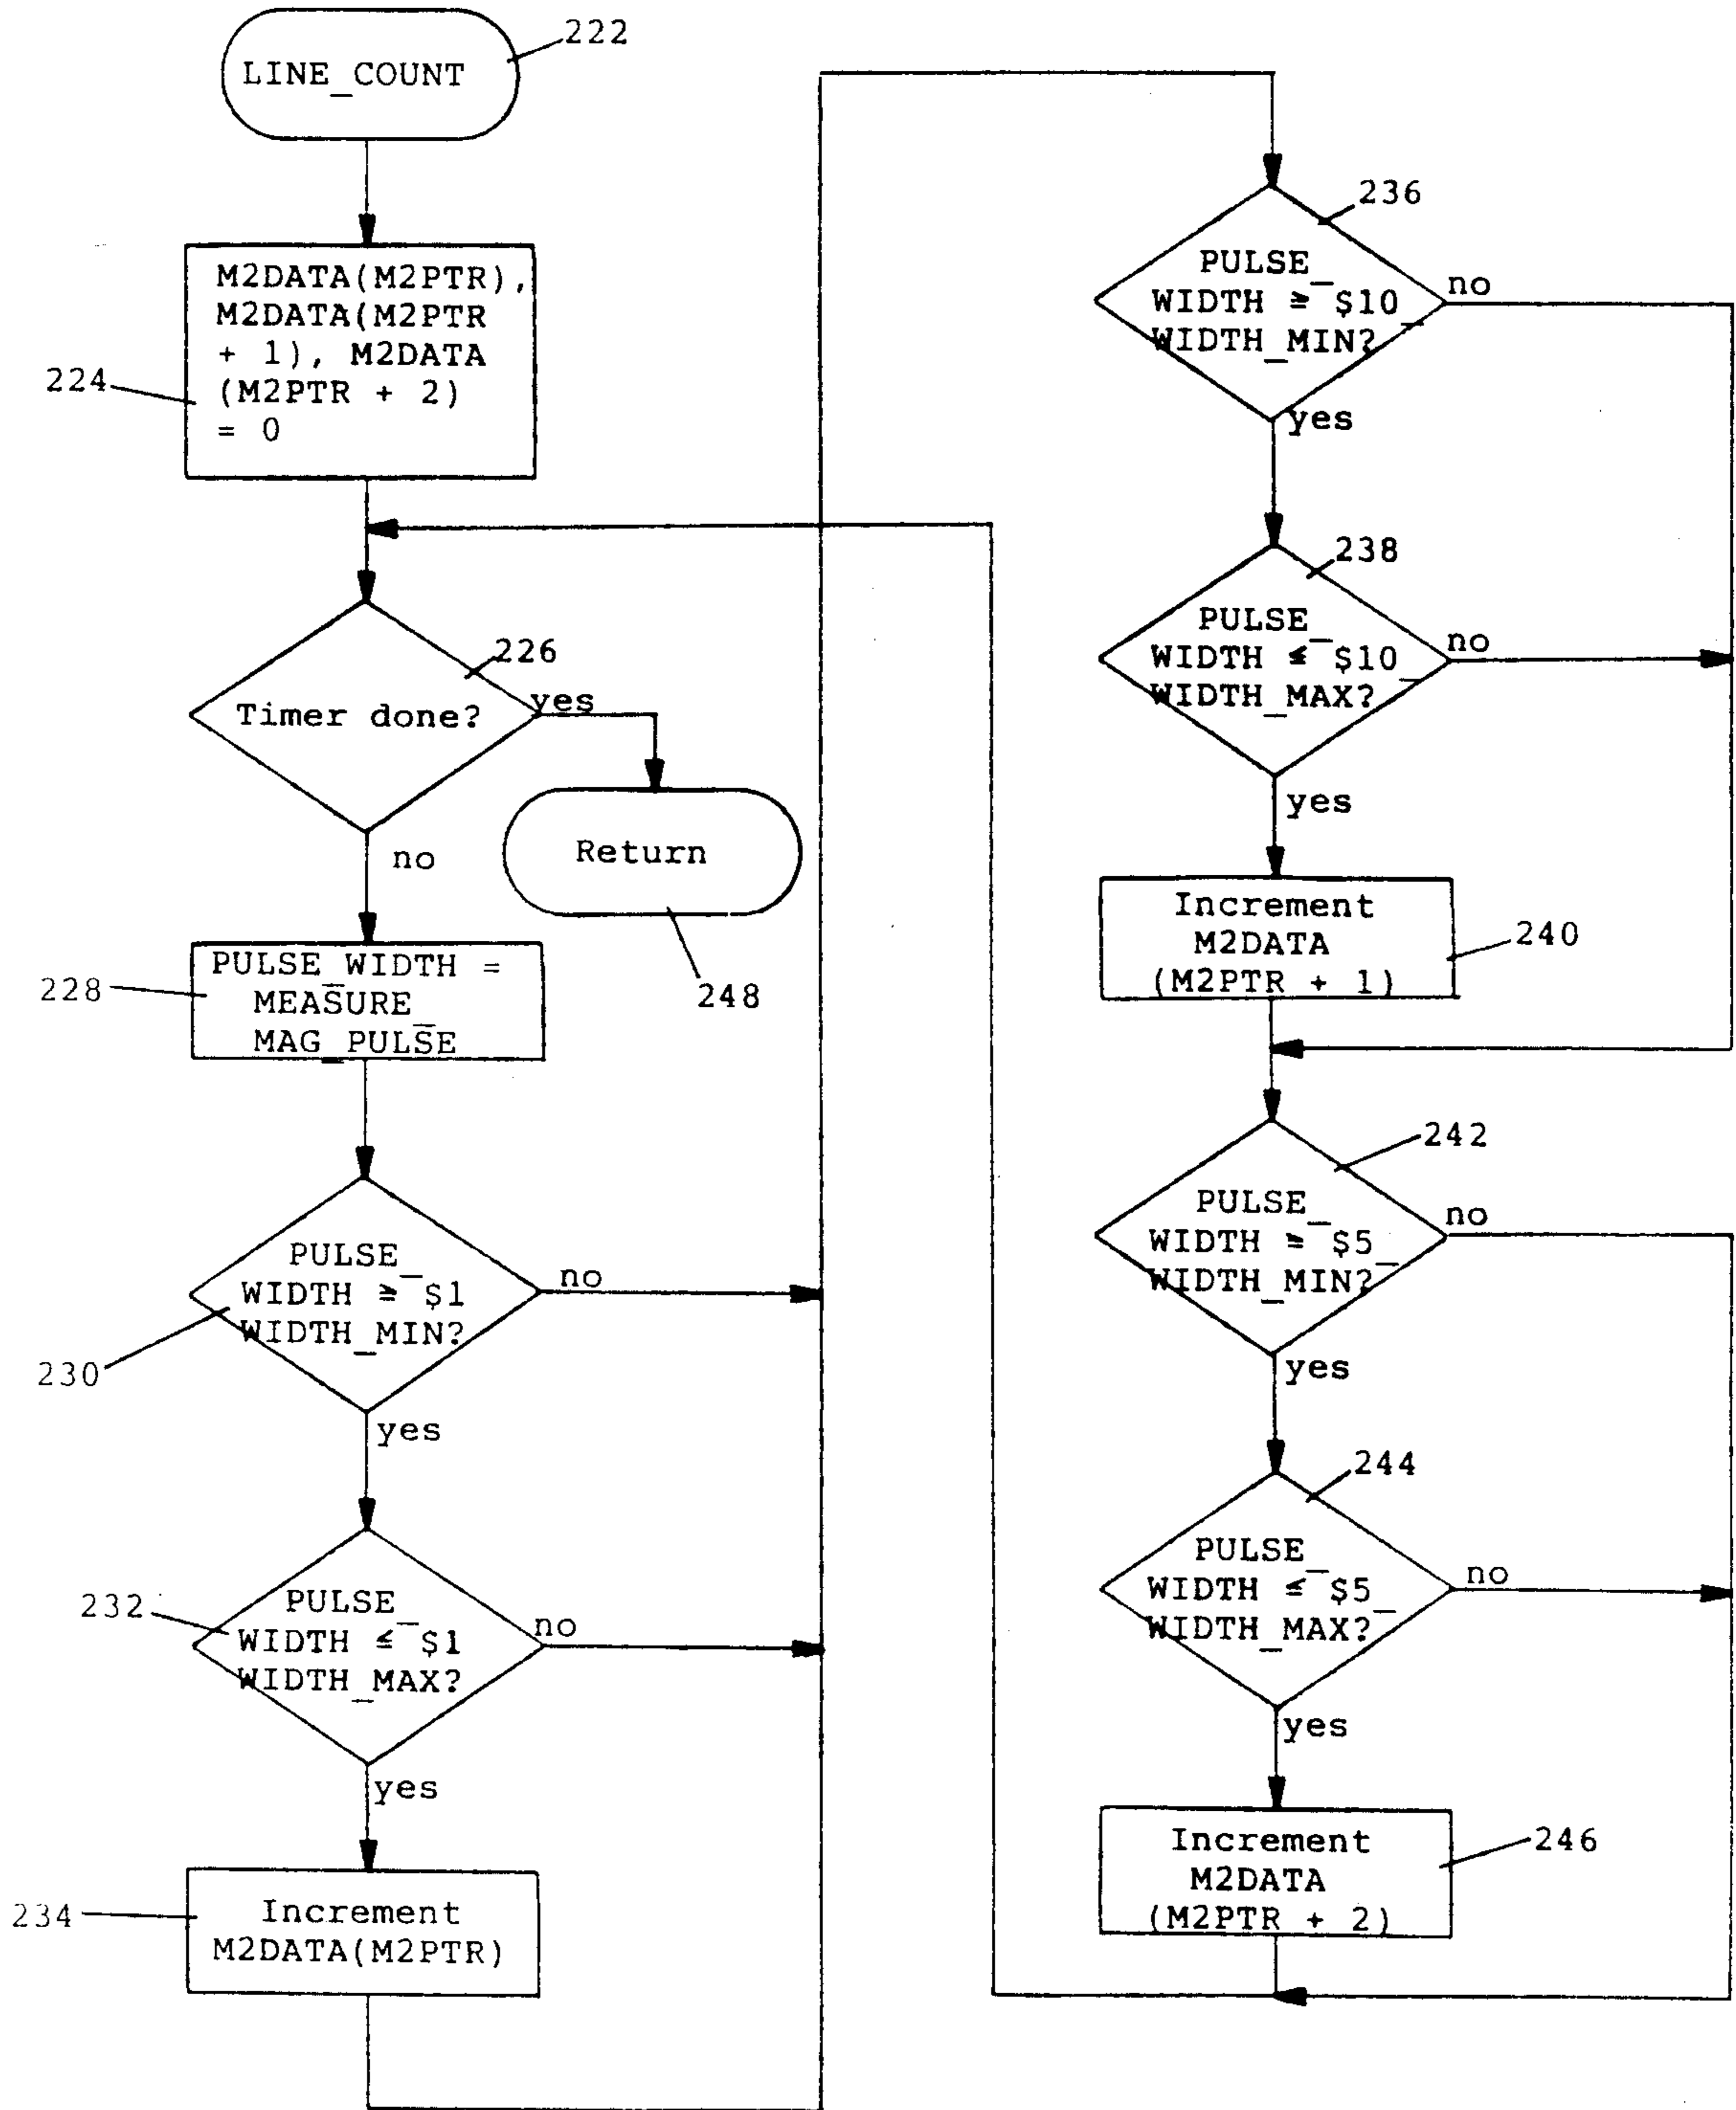 222
LINE_COUNT
224
M2DATA(M2PTR),
M2DATA(M2PTR
+ 1), M2DATA
(M2PTR + 2)
= 0
226
Timer done?
yes
no
Return
248
228
PULSE_WIDTH =
MEASURE_
MAG_PULSE
230
PULSE_
WIDTH ≥ $1_
WIDTH_MIN?
no
yes
232
PULSE_
WIDTH ≤ $1_
WIDTH_MAX?
no
yes
234
Increment
M2DATA(M2PTR)
236
PULSE_
WIDTH ≥ $10_
WIDTH_MIN?
no
yes
238
PULSE_
WIDTH ≤ $10_
WIDTH_MAX?
no
yes
240
Increment
M2DATA
(M2PTR + 1)
242
PULSE_
WIDTH ≥ $5_
WIDTH_MIN?
no
yes
244
PULSE_
WIDTH ≤ $5_
WIDTH_MAX?
no
yes
246
Increment
M2DATA
(M2PTR + 2)